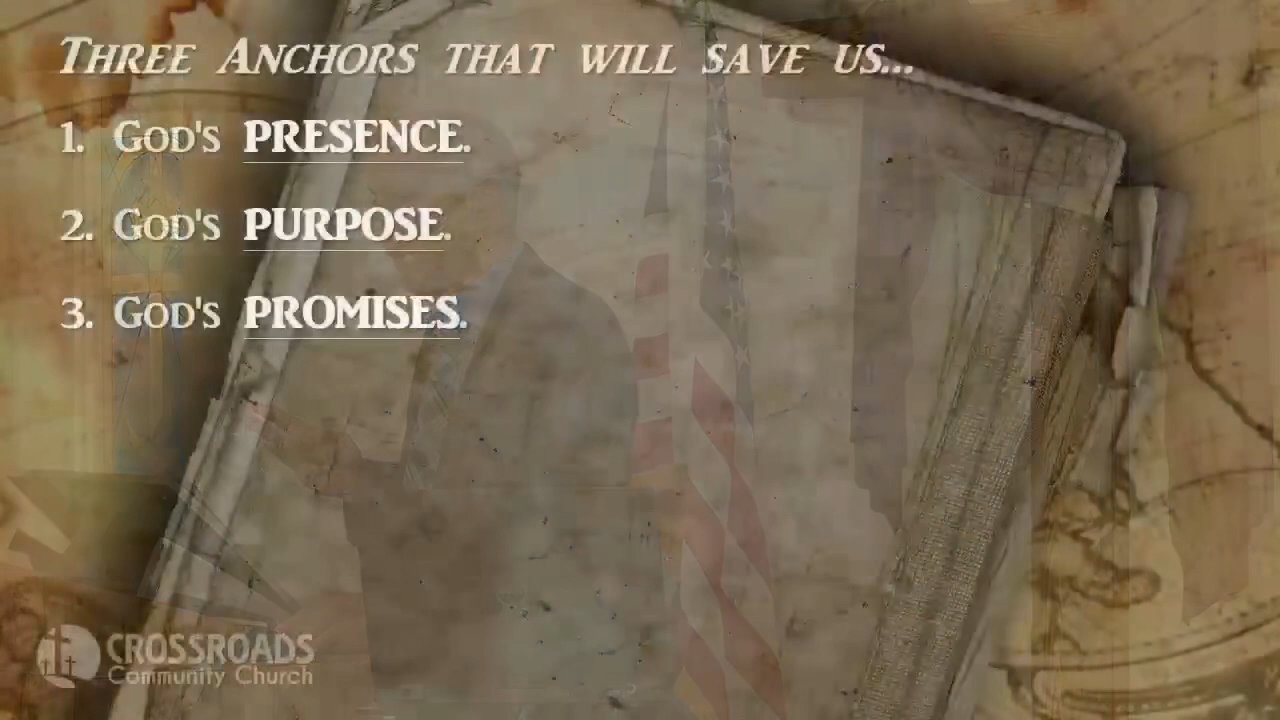 THREE ANCHORS THAT WILL SAVE US...
1. GOD'S PRESENCE.
2. GOD'S PURPOSE.
3. GOD'S PROMISES.
CROSSROADS
Community Church